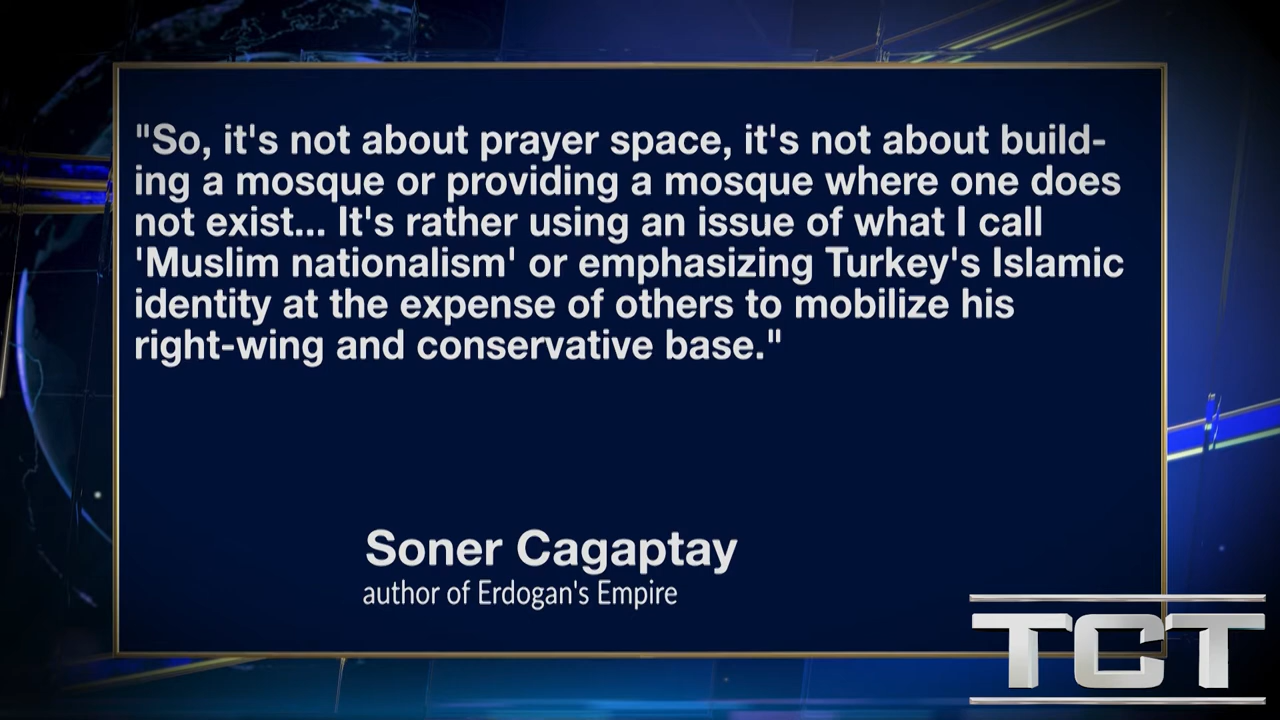 "So, it's not about prayer space, it's not about build-
ing a mosque or providing a mosque where one does
not exist... It's rather using an issue of what I call
'Muslim nationalism' or emphasizing Turkey's Islamic
identity at the expense of others to mobilize his
right-wing and conservative base."
Soner Cagaptay
author of Erdogan's Empire
TCT